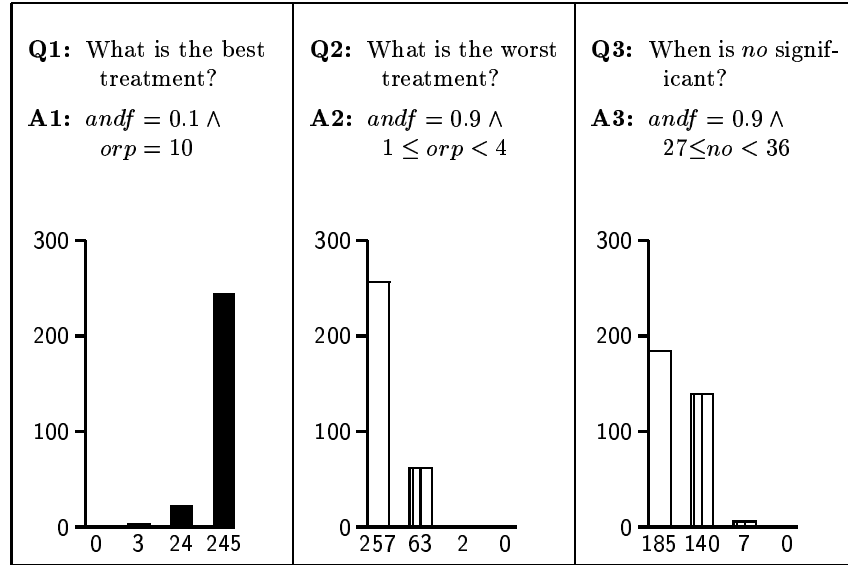 Q1: What is the best
treatment?
A1: andf = 0.1 ∧
orp = 10
300
200
100
0
0 3 24 245
Q2: What is the worst
treatment?
A2: andf = 0.9 ∧
1 ≤ orp < 4
300
200
100
0
257 63 2 0
Q3: When is no signif-
icant?
A3: andf = 0.9 ∧
27≤no < 36
300
200
100
0
185 140 7 0